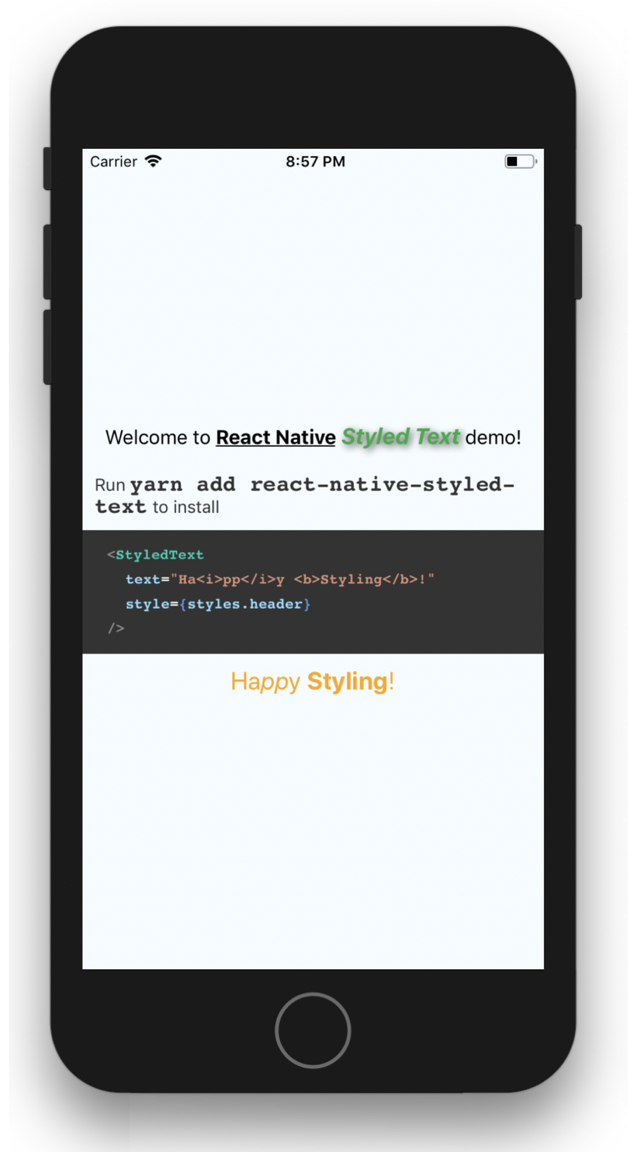 Carrier 8:57 PM
Welcome to React Native Styled Text demo!
Run yarn add react-native-styled-
text to install
<StyledText
text="Ha<i>pp</i>y <b>Styling</b>!"
style={styles.header}
/>
Happy Styling!